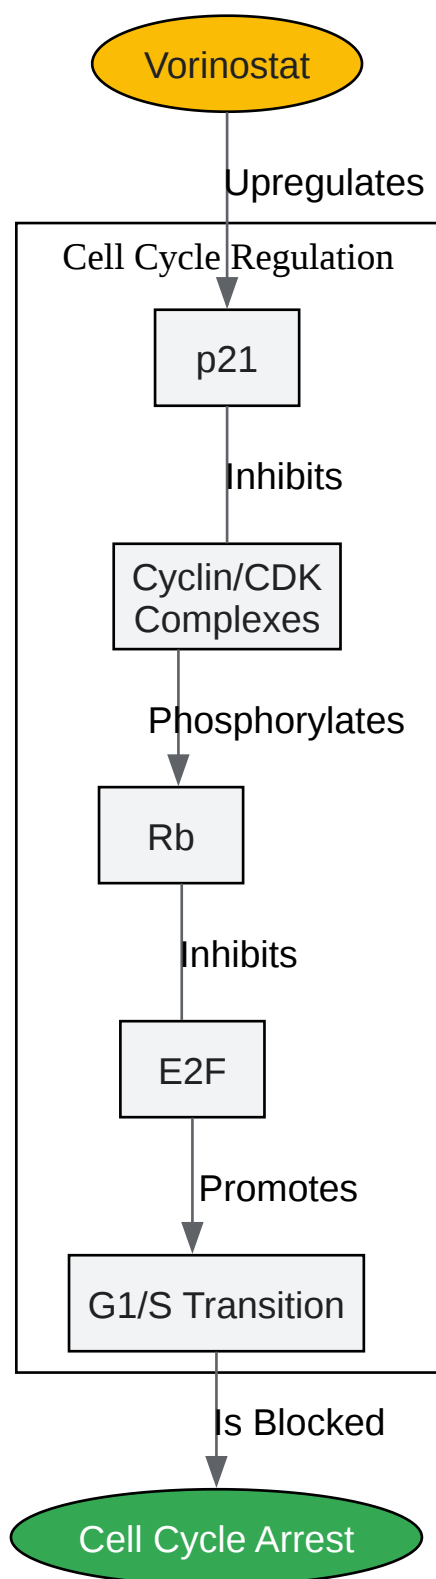 Vorinostat
Upregulates
Cell Cycle Regulation
p21
Inhibits
Cyclin/CDK
Complexes
Phosphorylates
Rb
Inhibits
E2F
Promotes
G1/S Transition
Is Blocked
Cell Cycle Arrest